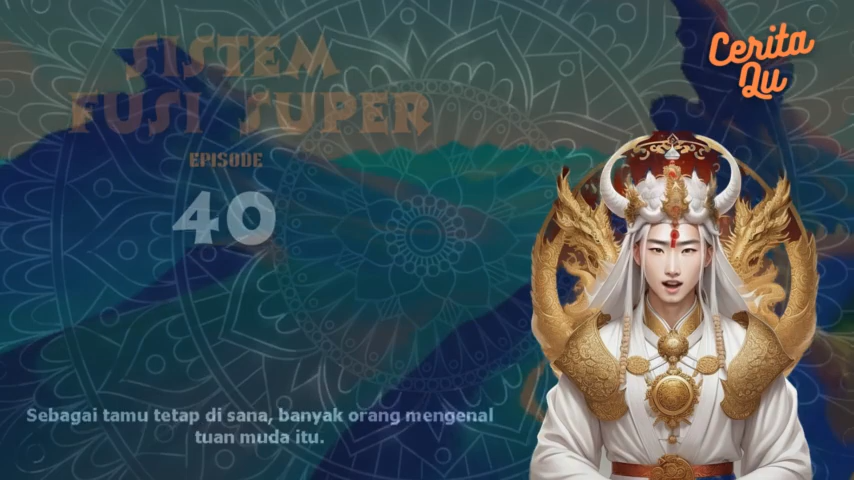 SISTEM
FUSI SUPER
EPISODE
40
Cerita
Qu
Sebagai tamu tetap di sana, banyak orang mengenal
tuan muda itu.